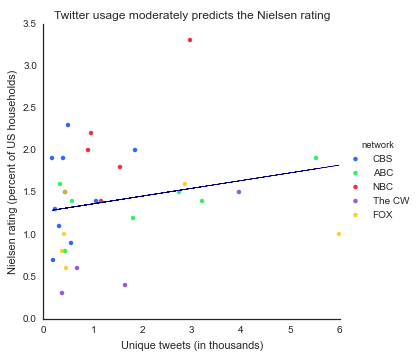 Twitter usage moderately predicts the Nielsen rating
3.5
3.0
2.5
2.0
1.5
1.0
0.5
0.0
Nielsen rating (percent of US households)
0
1
2
3
4
5
6
Unique tweets (in thousands)
network
CBS
ABC
NBC
The CW
FOX